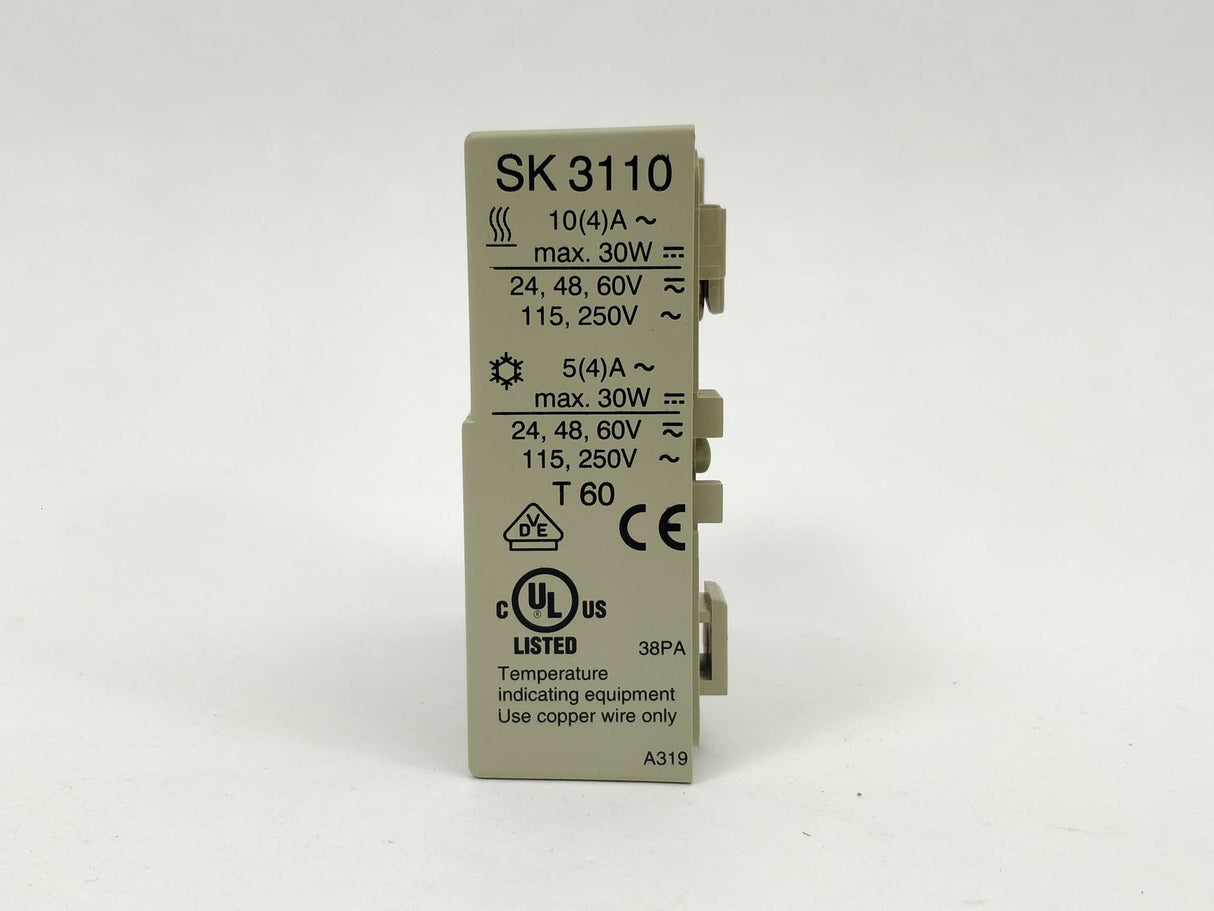 SK 3110
10(4)A ~
max. 30W ⎓
24, 48, 60V ⎓~
115, 250V ~
5(4)A ~
max. 30W ⎓
24, 48, 60V ⎓~
115, 250V ~
T 60
VDE CE
C UL ® US
LISTED 38PA
Temperature
indicating equipment
Use copper wire only
A319